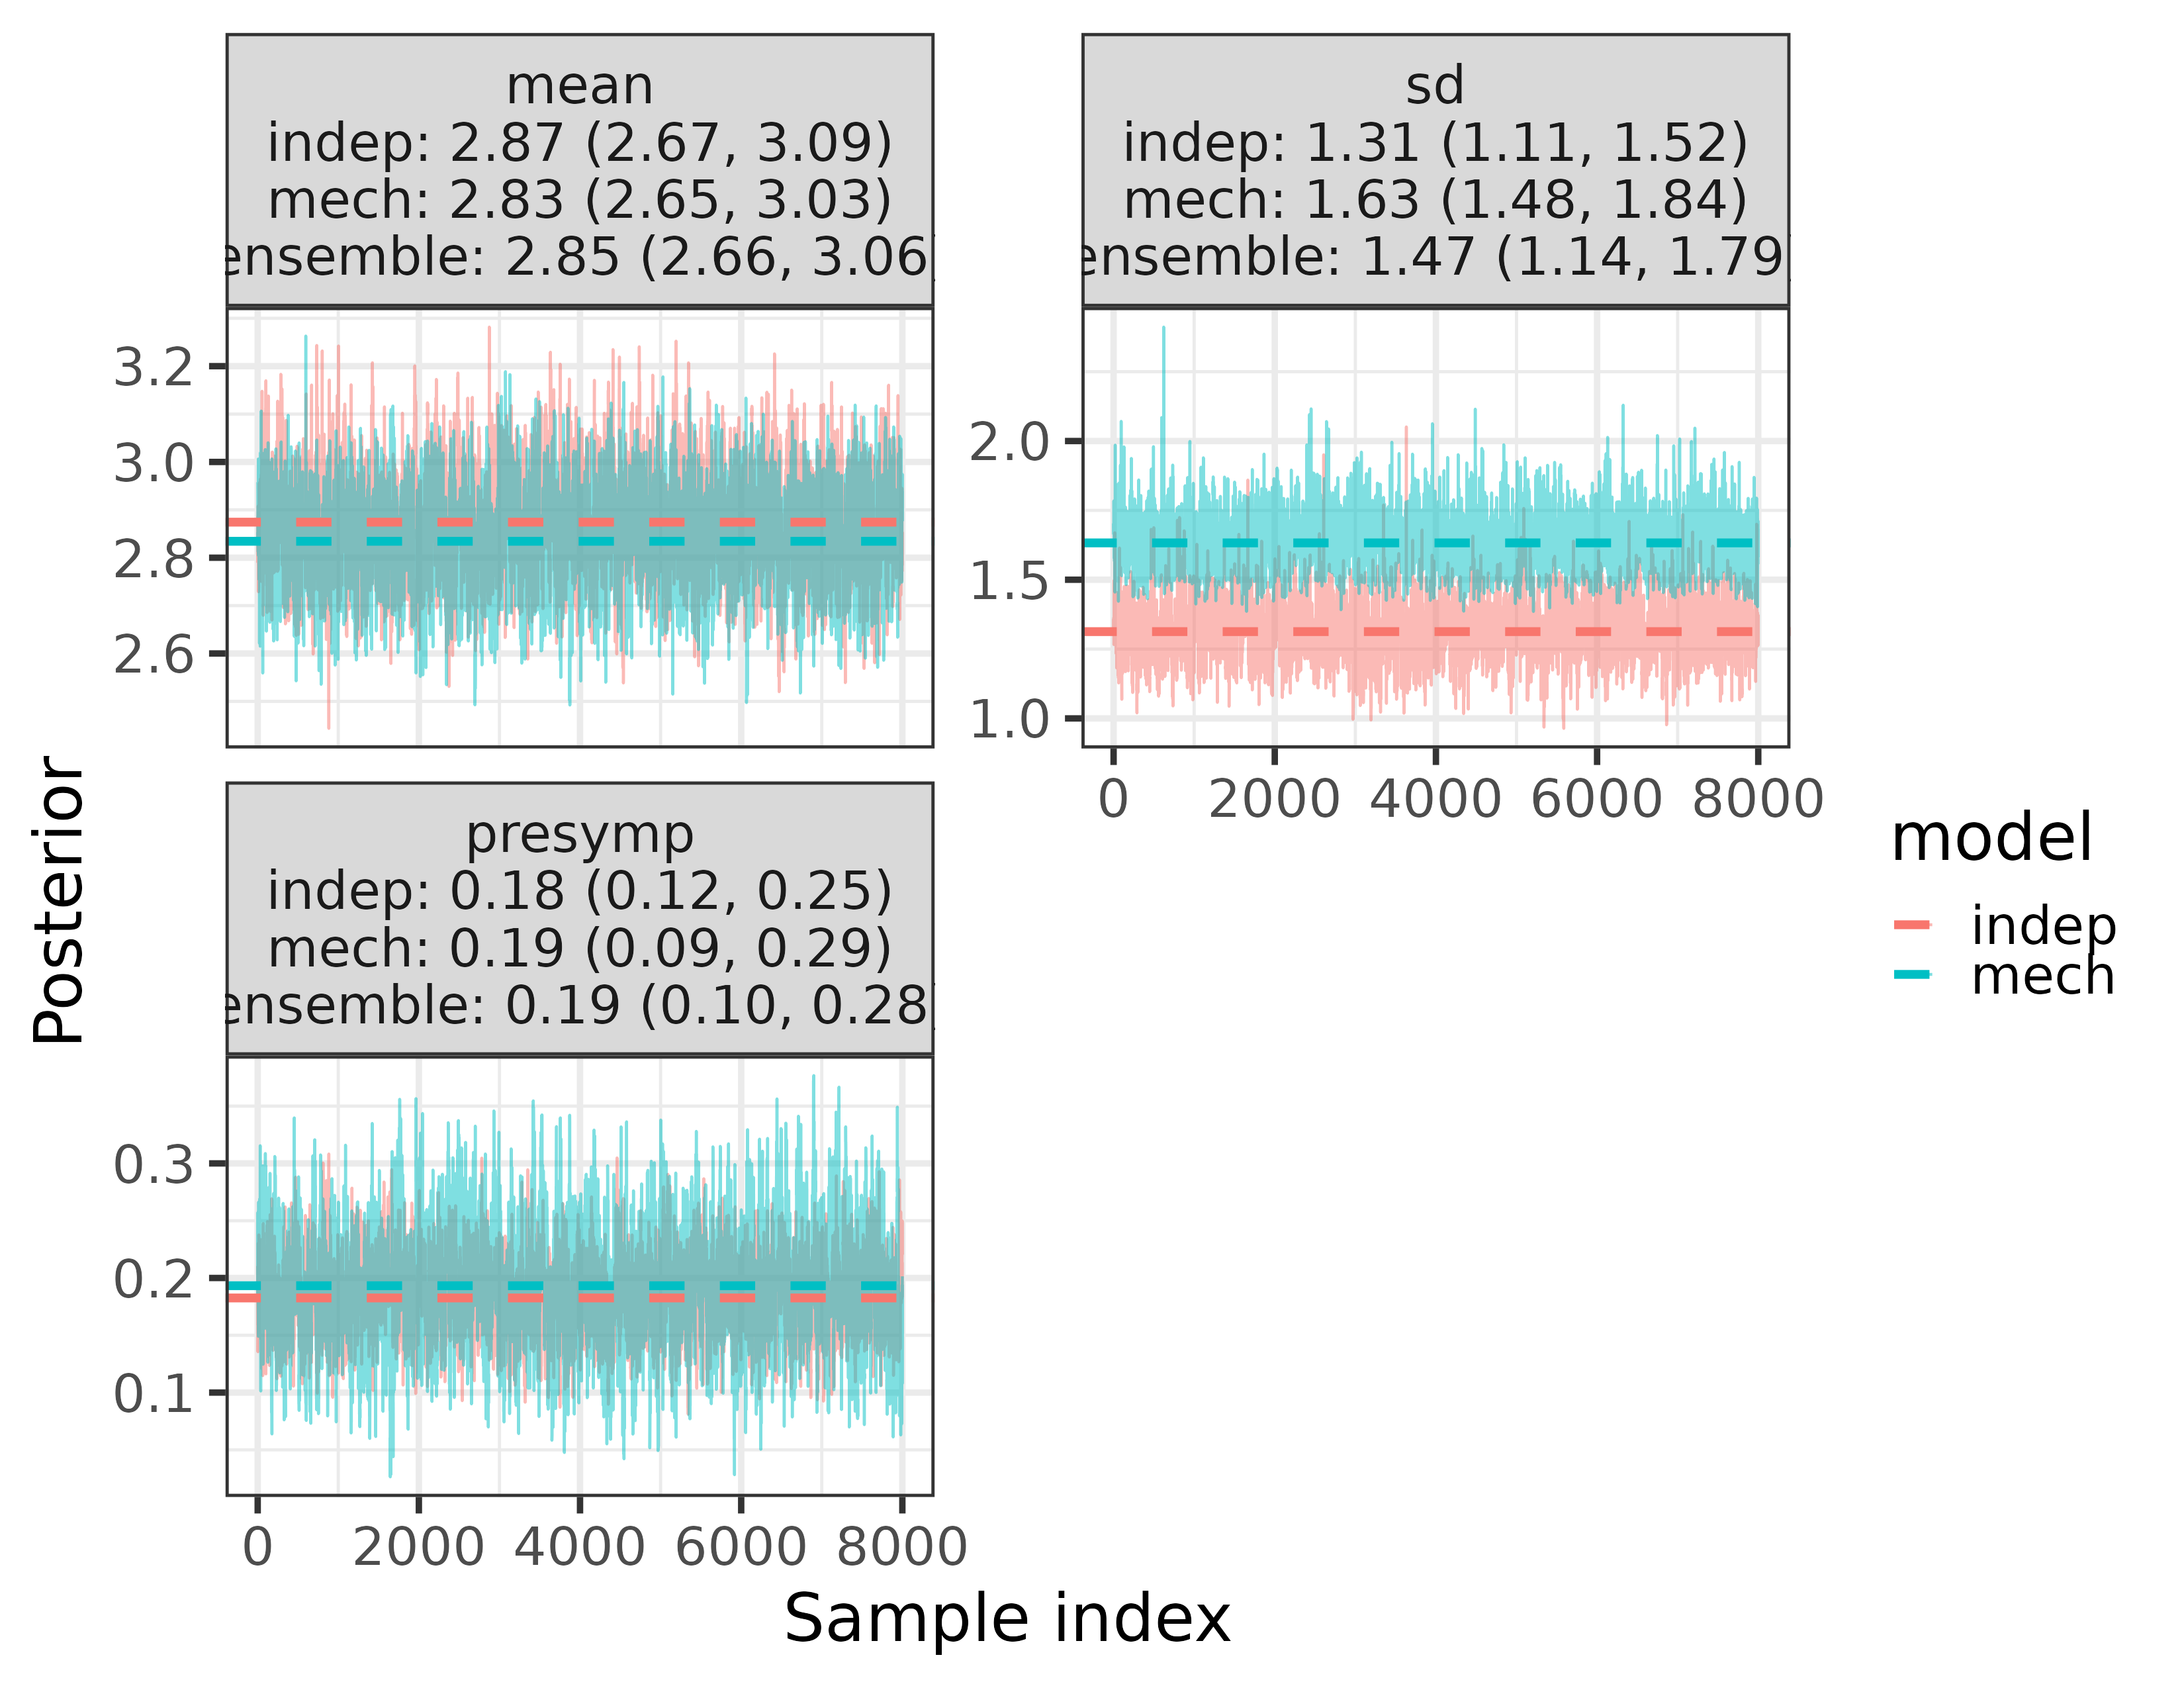 mean
indep: 2.87 (2.67, 3.09)
mech: 2.83 (2.65, 3.03)
ensemble: 2.85 (2.66, 3.06)
3.2
3.0
2.8
2.6
sd
indep: 1.31 (1.11, 1.52)
mech: 1.63 (1.48, 1.84)
ensemble: 1.47 (1.14, 1.79)
2.0
1.5
1.0
0 2000 4000 6000 8000
presymp
indep: 0.18 (0.12, 0.25)
mech: 0.19 (0.09, 0.29)
ensemble: 0.19 (0.10, 0.28)
0.3
0.2
0.1
0 2000 4000 6000 8000
Posterior
Sample index
model
indep
mech